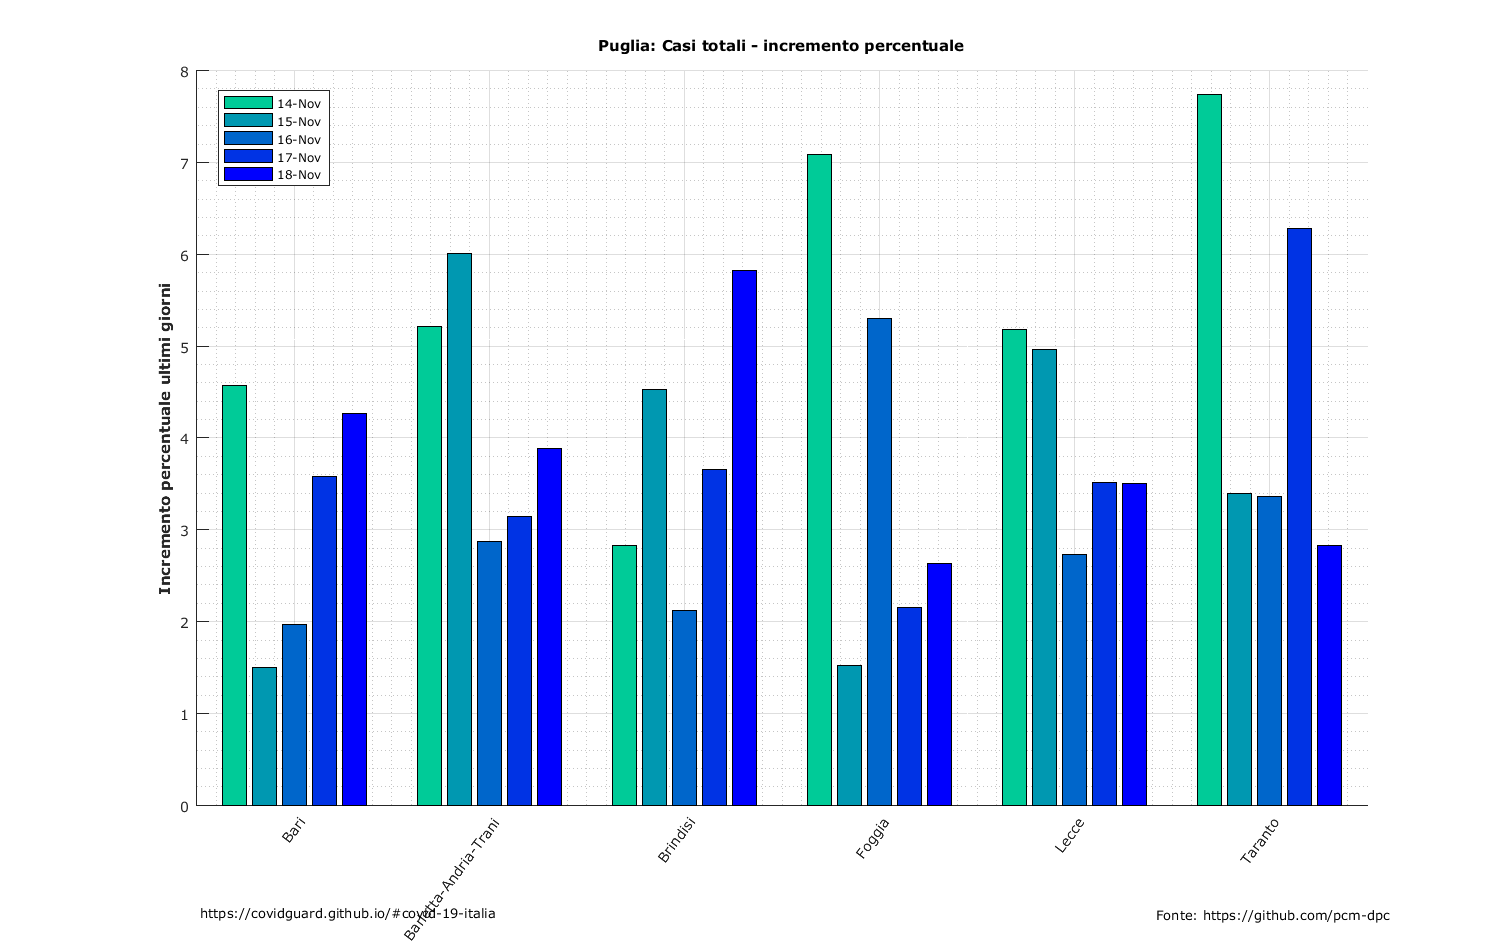 Puglia: Casi totali - incremento percentuale
Incremento percentuale ultimi giorni
8
7
6
5
4
3
2
1
0
14-Nov
15-Nov
16-Nov
17-Nov
18-Nov
Bari
Barletta-Andria-Trani
Brindisi
Foggia
Lecce
Taranto
https://covidguard.github.io/#covid-19-italia
Fonte: https://github.com/pcm-dpc